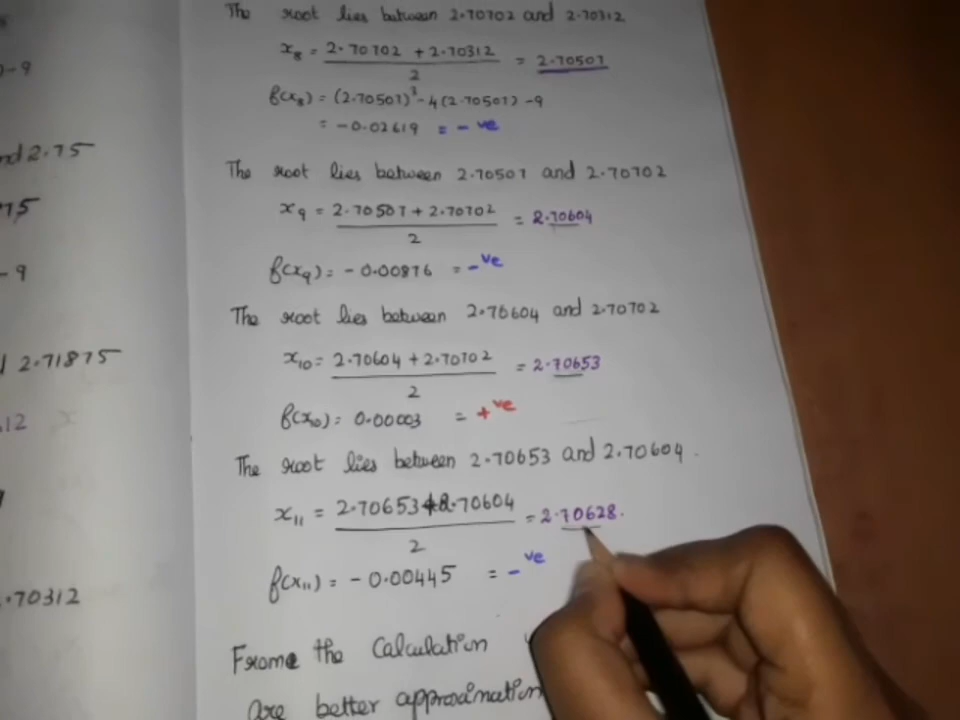 0-9
nd 2.75
75
-9
2.71875
12
.70312
The root lies between 2.70702 and 2.70312
x₈ = 2.70702 + 2.70312 / 2 = 2.70507
f(x₈) = (2.70507)³ - 4(2.70507) - 9
= -0.02619 = -ve
The root lies between 2.70507 and 2.70702
x₉ = 2.70507 + 2.70702 / 2 = 2.70604
f(x₉) = -0.00876 = -ve
The root lies between 2.70604 and 2.70702
x₁₀ = 2.70604 + 2.70702 / 2 = 2.70653
f(x₁₀) = 0.00003 = +ve
The root lies between 2.70653 and 2.70604.
x₁₁ = 2.70653 + 2.70604 / 2 = 2.70628.
f(x₁₁) = -0.00445 = -ve
Frome the Calculation
are better approximation